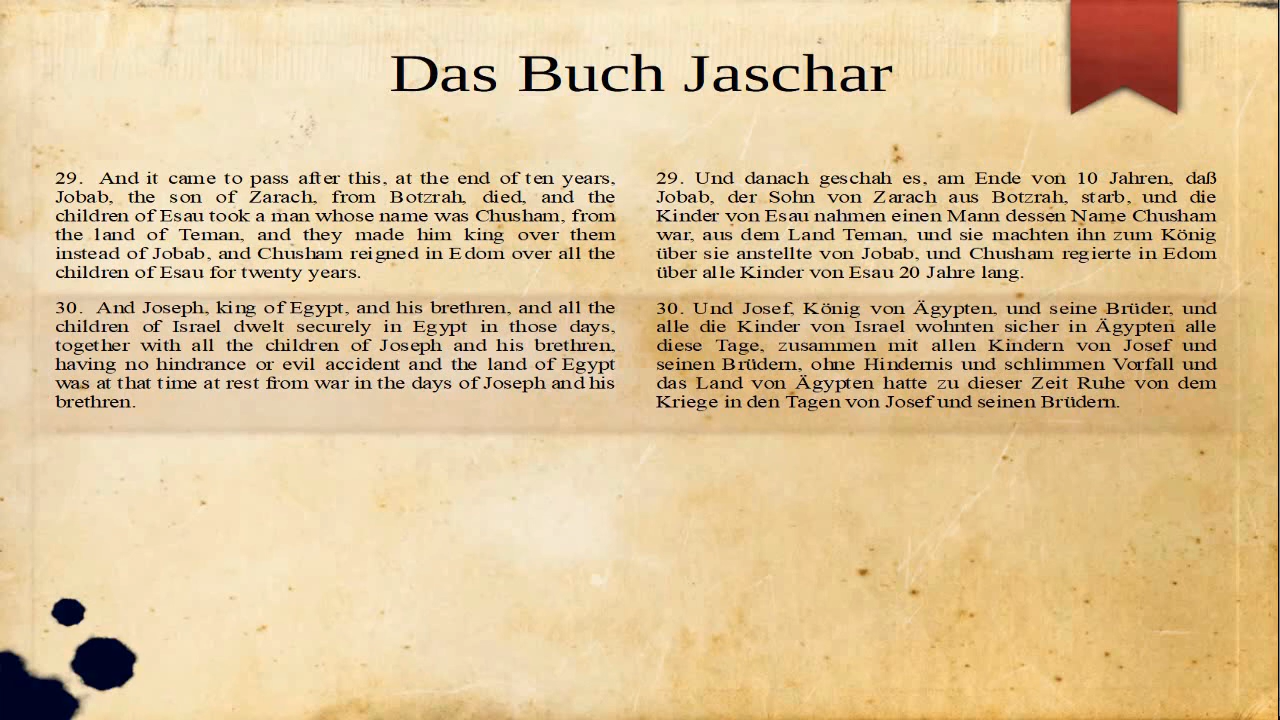 Das Buch Jaschar
29. And it came to pass after this, at the end of ten years,
Jobab, the son of Zarach, from Botzrah, died, and the
children of Esau took a man whose name was Chusham, from
the land of Teman, and they made him king over them
instead of Jobab, and Chusham reigned in Edom over all the
children of Esau for twenty years.
30. And Joseph, king of Egypt, and his brethren, and all the
children of Israel dwelt securely in Egypt in those days,
together with all the children of Joseph and his brethren,
having no hindrance or evil accident and the land of Egypt
was at that time at rest from war in the days of Joseph and his
brethren.
29. Und danach geschah es, am Ende von 10 Jahren, daß
Jobab, der Sohn von Zarach aus Botzrah, starb, und die
Kinder von Esau nahmen einen Mann dessen Name Chusham
war, aus dem Land Teman, und sie machten ihn zum König
über sie anstellte von Jobab, und Chusham regierte in Edom
über alle Kinder von Esau 20 Jahre lang.
30. Und Josef, König von Ägypten, und seine Brüder, und
alle die Kinder von Israel wohnten sicher in Ägypten alle
diese Tage, zusammen mit allen Kindern von Josef und
seinen Brüdern, ohne Hindernis und schlimmen Vorfall und
das Land von Ägypten hatte zu dieser Zeit Ruhe von dem
Kriege in den Tagen von Josef und seinen Brüdern.